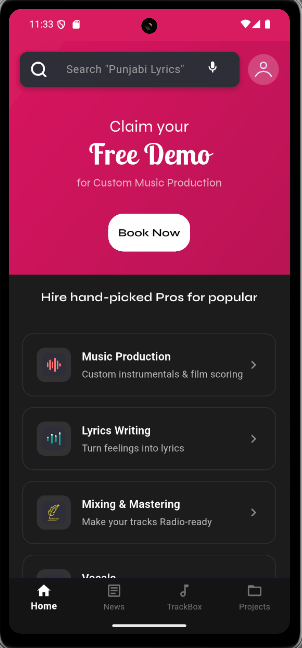 11:33
Search "Punjabi Lyrics"
Claim your
Free Demo
for Custom Music Production
Book Now
Hire hand-picked Pros for popular
Music Production
Custom instrumentals & film scoring
Lyrics Writing
Turn feelings into lyrics
Mixing & Mastering
Make your tracks Radio-ready
Vocals
Home News TrackBox Projects